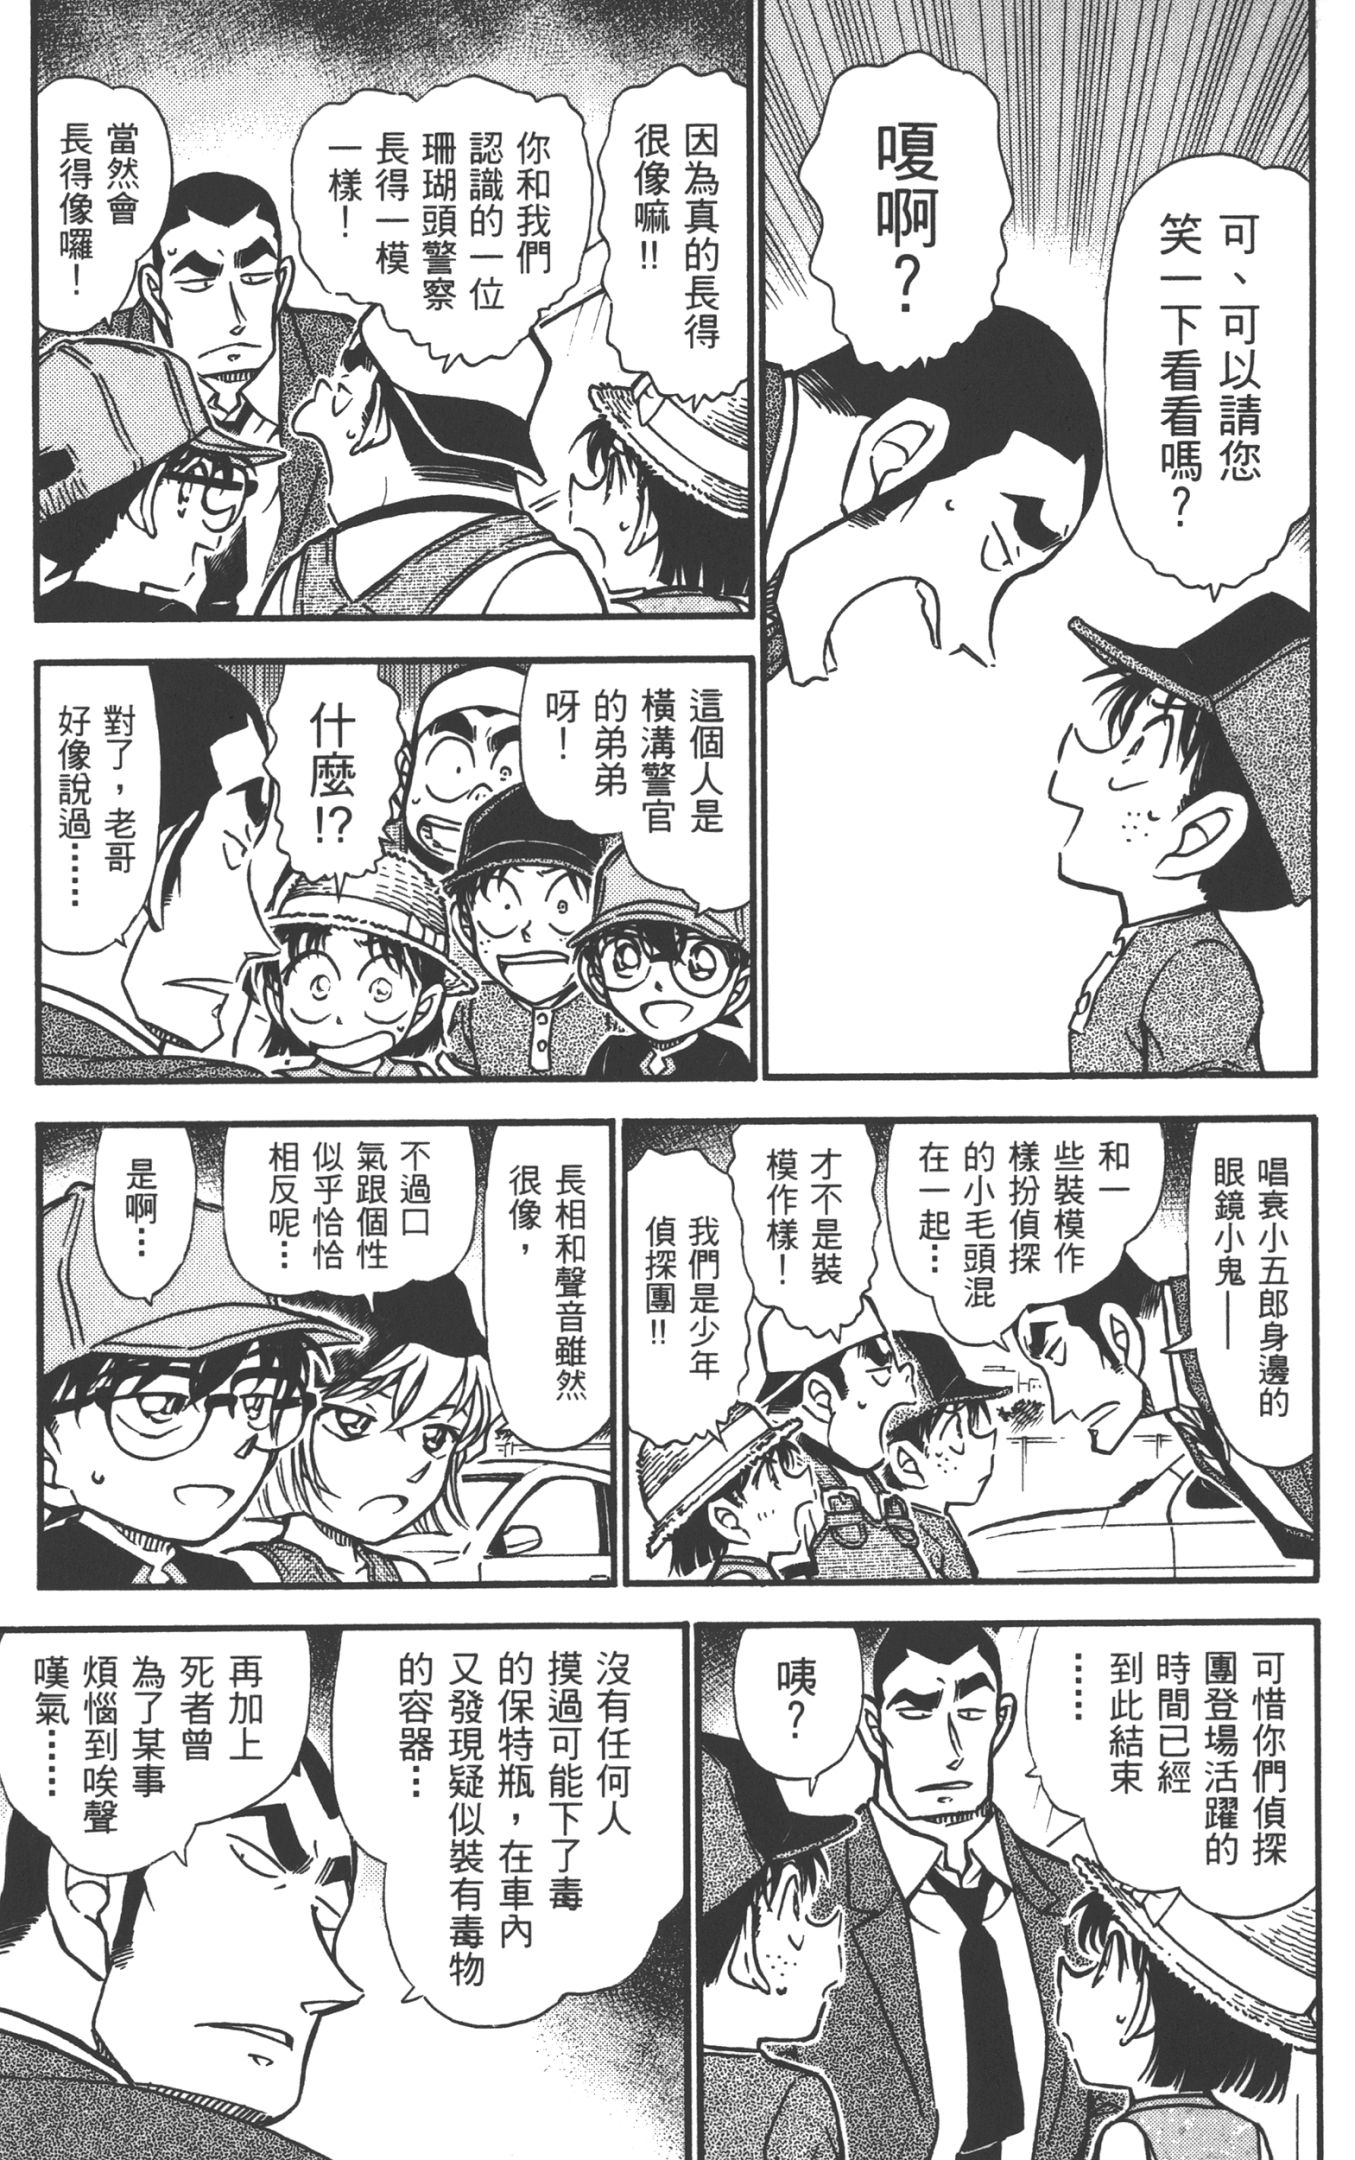 可、可以請您
笑一下看看嗎？
嗄啊？
因為真的長得
很像嘛!!
你和我們
認識的一位
珊瑚頭警察
長得一模
一樣！
當然會
長得像囉！
這個人是
橫溝警官
的弟弟
呀！
什麼!?
對了，老哥
好像說過……
唱衰小五郎身邊的
眼鏡小鬼──
和一
些裝模作
樣扮偵探
的小毛頭混
在一起…
才不是裝
模作樣！
我們是少年
偵探團!!
長相和聲音雖然
很像，
不過口
氣跟個性
似乎恰恰
相反呢…
是啊…
可惜你們偵探
團登場活躍的
時間已經
到此結束
……
咦？
沒有任何人
摸過可能下了毒
的保特瓶，在車內
又發現疑似裝有毒物
的容器…
再加上
死者曾
為了某事
煩惱到唉聲
嘆氣……